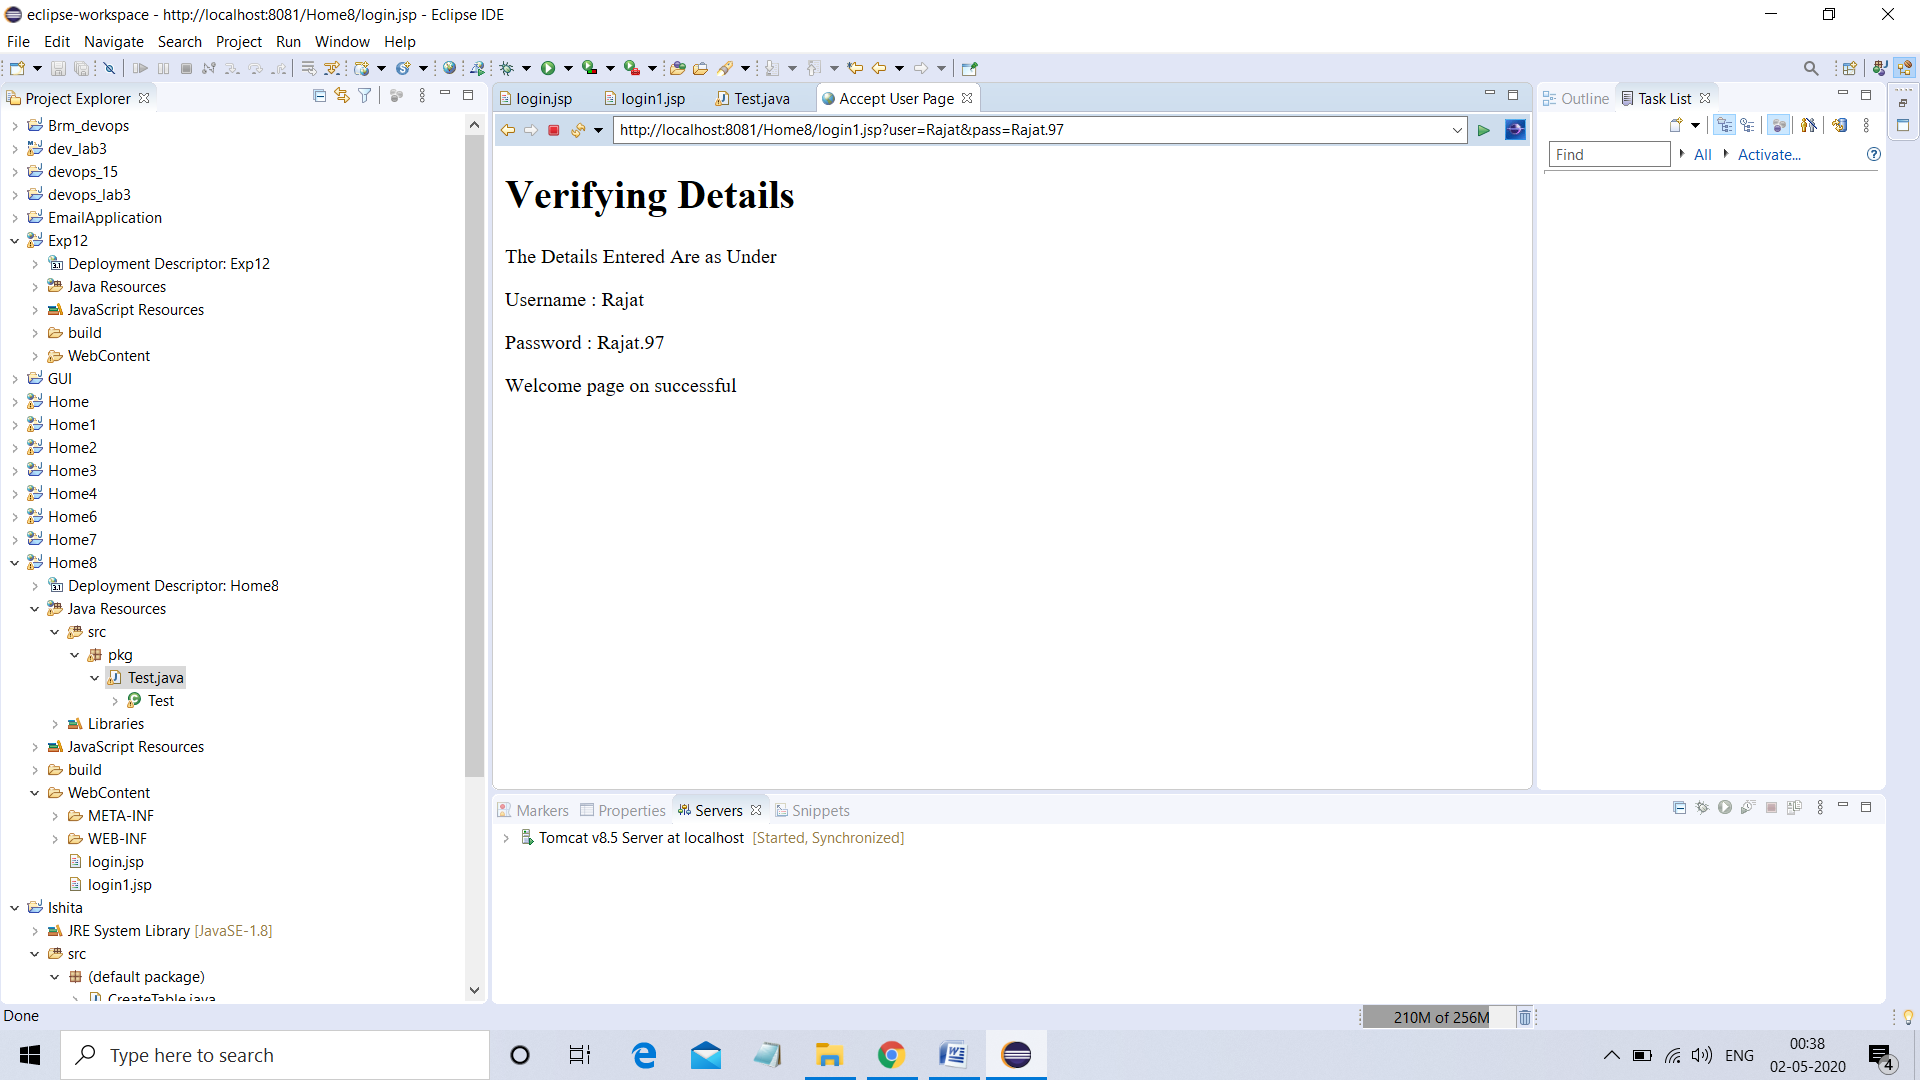 eclipse-workspace - http://localhost:8081/Home8/login.jsp - Eclipse IDE
File Edit Navigate Search Project Run Window Help
Project Explorer
Brm_devops
dev_lab3
devops_15
devops_lab3
EmailApplication
Exp12
Deployment Descriptor: Exp12
Java Resources
JavaScript Resources
build
WebContent
GUI
Home
Home1
Home2
Home3
Home4
Home6
Home7
Home8
Deployment Descriptor: Home8
Java Resources
src
pkg
Test.java
Test
Libraries
JavaScript Resources
build
WebContent
META-INF
WEB-INF
login.jsp
login1.jsp
Ishita
JRE System Library [JavaSE-1.8]
src
(default package)
CreateTable.java
login.jsp login1.jsp Test.java Accept User Page
http://localhost:8081/Home8/login1.jsp?user=Rajat&pass=Rajat.97
Verifying Details
The Details Entered Are as Under
Username : Rajat
Password : Rajat.97
Welcome page on successful
Outline Task List
Find All Activate...
Markers Properties Servers Snippets
Tomcat v8.5 Server at localhost [Started, Synchronized]
Done
210M of 256M
Type here to search
ENG
00:38
02-05-2020
4